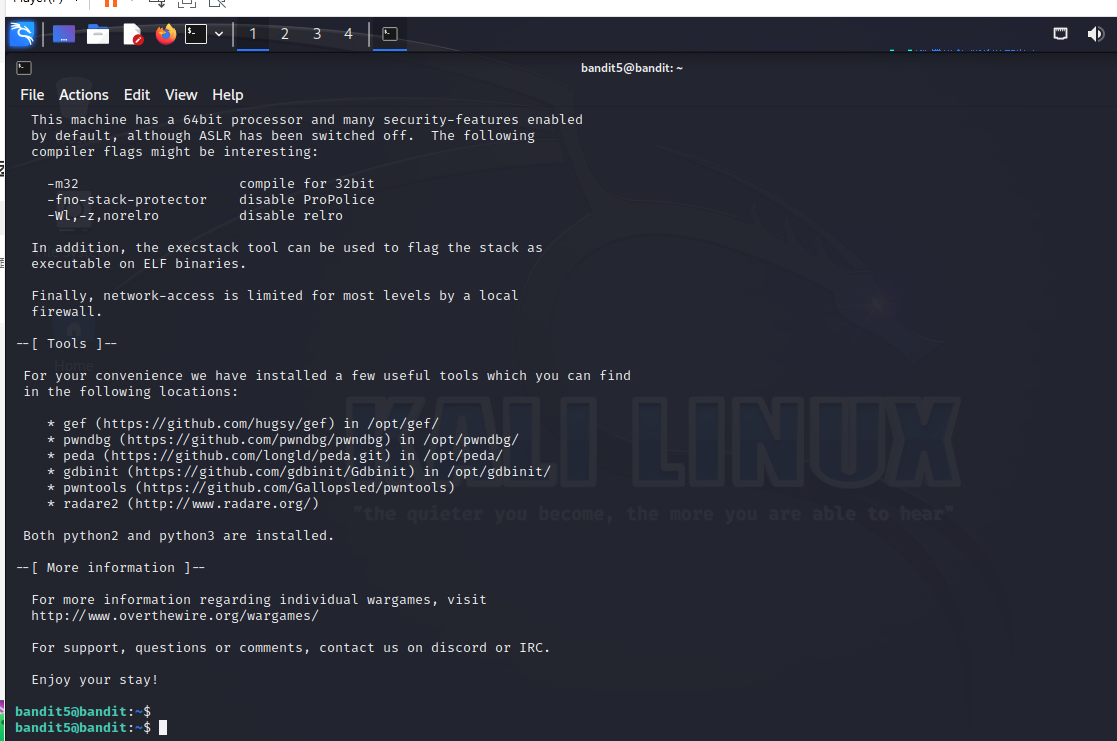 1 2 3 4
bandit5@bandit: ~
File Actions Edit View Help
This machine has a 64bit processor and many security-features enabled
by default, although ASLR has been switched off. The following
compiler flags might be interesting:
-m32 compile for 32bit
-fno-stack-protector disable ProPolice
-Wl,-z,norelro disable relro
In addition, the execstack tool can be used to flag the stack as
executable on ELF binaries.
Finally, network-access is limited for most levels by a local
firewall.
--[ Tools ]--
For your convenience we have installed a few useful tools which you can find
in the following locations:
* gef (https://github.com/hugsy/gef) in /opt/gef/
* pwndbg (https://github.com/pwndbg/pwndbg) in /opt/pwndbg/
* peda (https://github.com/longld/peda.git) in /opt/peda/
* gdbinit (https://github.com/gdbinit/Gdbinit) in /opt/gdbinit/
* pwntools (https://github.com/Gallopsled/pwntools)
* radare2 (http://www.radare.org/)
KALI LINUX
"the quieter you become, the more you are able to hear"
Both python2 and python3 are installed.
--[ More information ]--
For more information regarding individual wargames, visit
http://www.overthewire.org/wargames/
For support, questions or comments, contact us on discord or IRC.
Enjoy your stay!
bandit5@bandit:~$
bandit5@bandit:~$